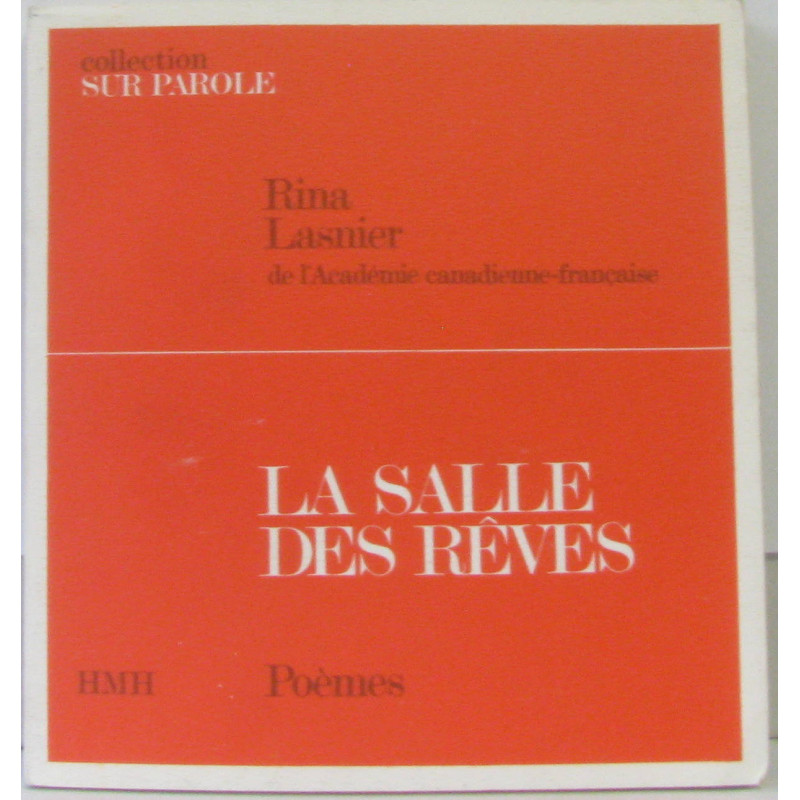 collection
SUR PAROLE
Rina
Lasnier
de l'Académie canadienne-française
LA SALLE
DES RÊVES
HMH
Poèmes